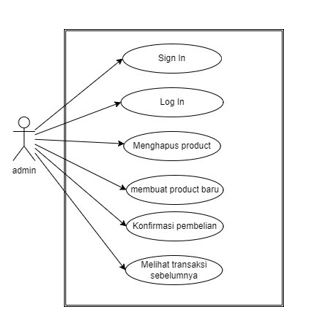 Sign In
Log In
Menghapus product
admin
membuat product baru
Konfirmasi pembelian
Melihat transaksi
sebelumnya